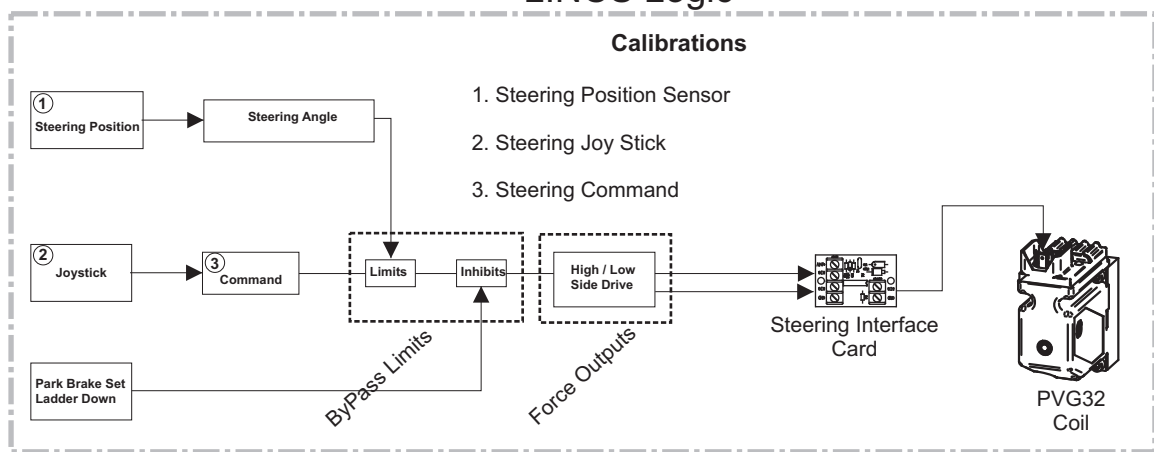 Calibrations
1. Steering Position Sensor
2. Steering Joy Stick
3. Steering Command
1
Steering Position
Steering Angle
2
Joystick
3
Command
Limits
Inhibits
High / Low
Side Drive
Steering Interface
Card
Park Brake Set
Ladder Down
ByPass Limits
Force Outputs
PVG32
Coil